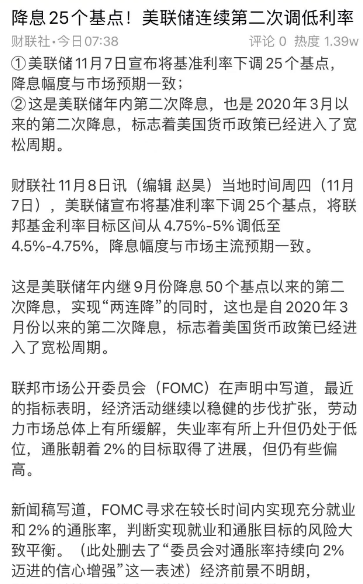 降息25个基点！美联储连续第二次调低利率
财联社·今日07:38 评论 0 热度 1.39w
①美联储11月7日宣布将基准利率下调25个基点，
降息幅度与市场预期一致；
②这是美联储年内第二次降息，也是2020年3月以
来的第二次降息，标志着美国货币政策已经进入了宽
松周期。
财联社11月8日讯（编辑 赵昊）当地时间周四（11月
7日），美联储宣布将基准利率下调25个基点，将联
邦基金利率目标区间从4.75%-5%调低至
4.5%-4.75%，降息幅度与市场主流预期一致。
这是美联储年内继9月份降息50个基点以来的第二
次降息，实现“两连降”的同时，这也是自2020年3
月份以来的第二次降息，标志着美国货币政策已经进
入了宽松周期。
联邦市场公开委员会（FOMC）在声明中写道，最近
的指标表明，经济活动继续以稳健的步伐扩张，劳动
力市场总体上有所缓解，失业率有所上升但仍处于低
位，通胀朝着2%的目标取得了进展，但仍有些偏
高。
新闻稿写道，FOMC寻求在较长时间内实现充分就业
和2%的通胀率，判断实现就业和通胀目标的风险大
致平衡。（此处删去了“委员会对通胀率持续向2%
迈进的信心增强”这一表述）经济前景不明朗，